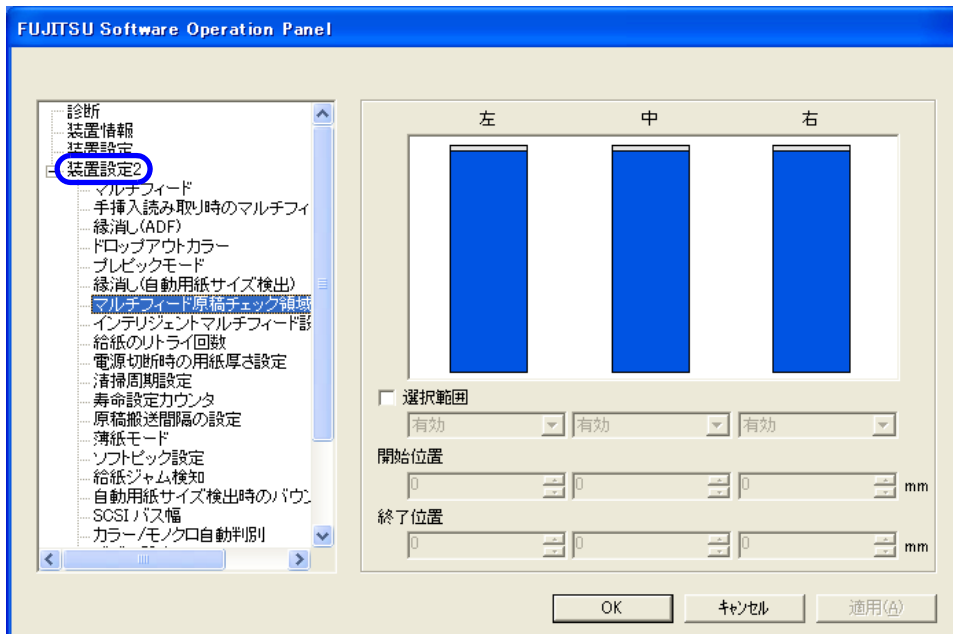 FUJITSU Software Operation Panel
診断
装置情報
装置設定
装置設定2
マルチフィード
手挿入読み取り時のマルチフィ
縁消し(ADF)
ドロップアウトカラー
プレピックモード
縁消し(自動用紙サイズ検出)
マルチフィード原稿チェック領域
インテリジェントマルチフィード設
給紙のリトライ回数
電源切断時の用紙厚さ設定
清掃周期設定
寿命設定カウンタ
原稿搬送間隔の設定
薄紙モード
ソフトピック設定
給紙ジャム検知
自動用紙サイズ検出時のバウン
SCSI バス幅
カラー/モノクロ自動判別
左 中 右
選択範囲
有効 有効 有効
開始位置
0 0 0 mm
終了位置
0 0 0 mm
OK キャンセル 適用(A)